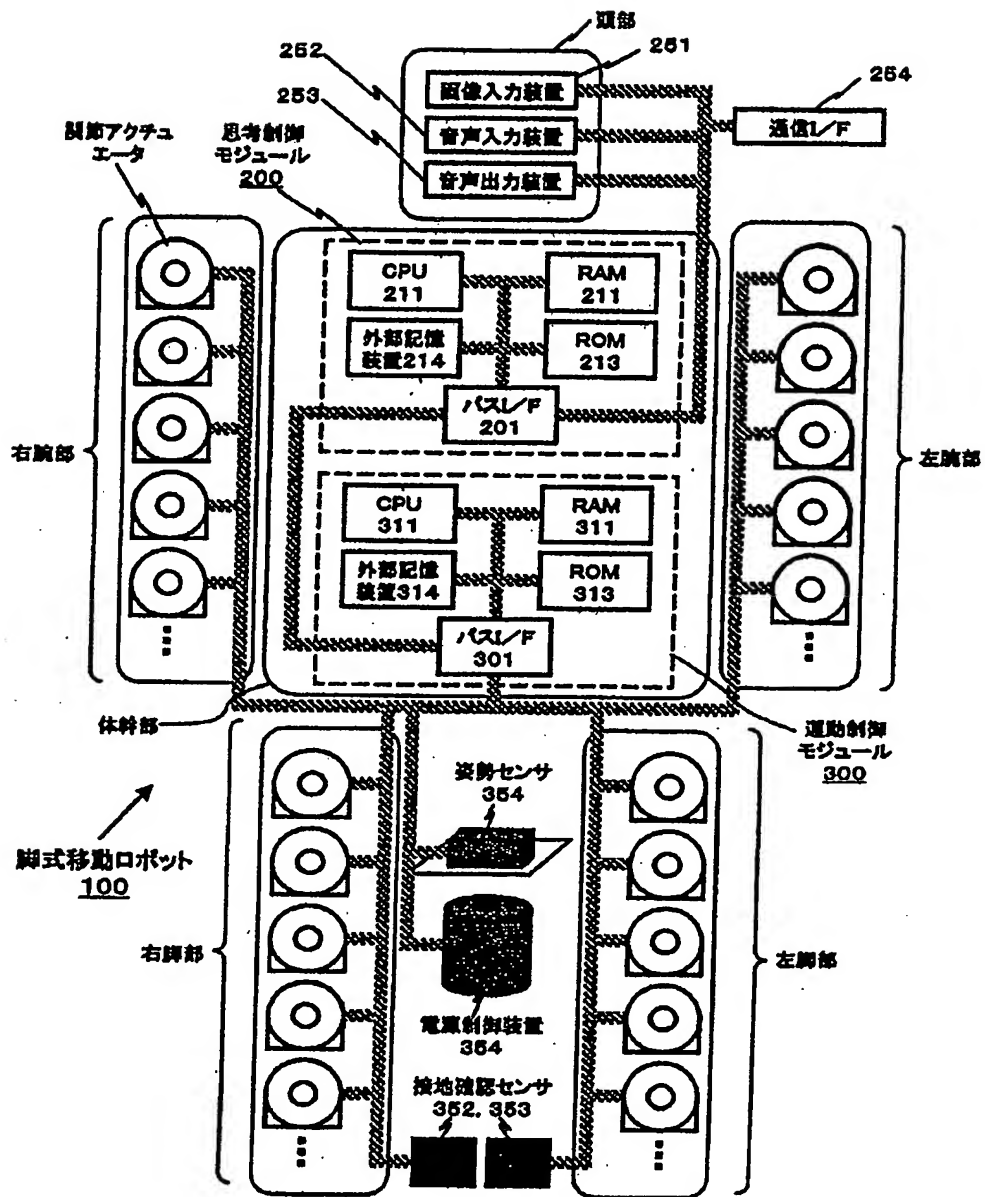 頭部
252
251
253
254
画像入力装置
通信I/F
関節アクチュ
エータ
思考制御
モジュール
200
音声入力装置
音声出力装置
CPU
211
RAM
211
外部記憶
装置214
ROM
213
バスI/F
201
右腕部
左腕部
CPU
311
RAM
311
外部記憶
装置314
ROM
313
バスI/F
301
体幹部
運動制御
モジュール
300
姿勢センサ
354
脚式移動ロボット
100
右脚部
左脚部
電源制御装置
354
接地確認センサ
352, 353